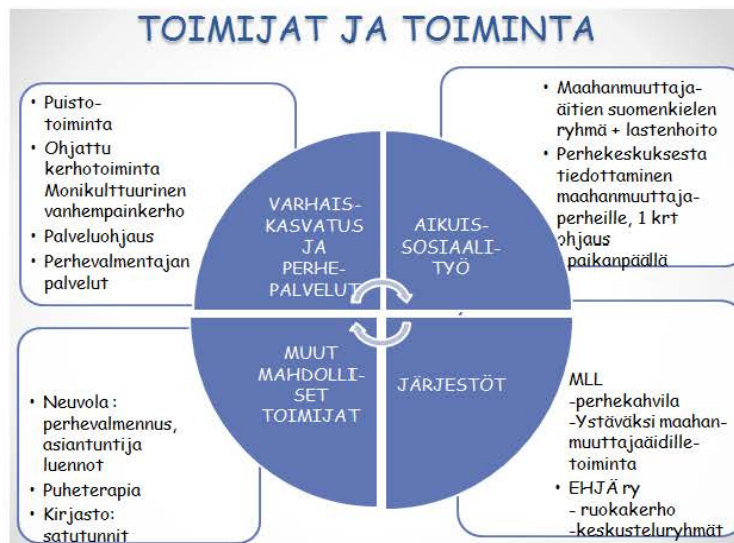 TOIMIJAT JA TOIMINTA
• Puisto-
toiminta
• Ohjattu
kerhotoiminta
Monikulttuurinen
vanhempainkerho
• Palveluohjaus
• Perhevalmentajan
palvelut
• Maahanmuuttaja-
äitien suomenkielen
ryhmä + lastenhoito
• Perhekeskuksesta
tiedottaminen
maahanmuuttaja-
perheille, 1 krt
ohjaus
paikanpäällä
VARHAIS-
KASVATUS
JA
PERHE-
PALVELUT
AIKUIS-
SOSIAALI-
TYÖ
MUUT
MAHDOLLI-
SET
TOIMIJAT
JÄRJESTÖT
• Neuvola :
perhevalmennus,
asiantuntija
luennot
• Puheterapia
• Kirjasto:
satutunnit
MLL
-perhekahvila
-Ystäväksi maahan-
muuttajaäidille-
toiminta
• EHJÄ ry
- ruokakerho
-keskusteluryhmät